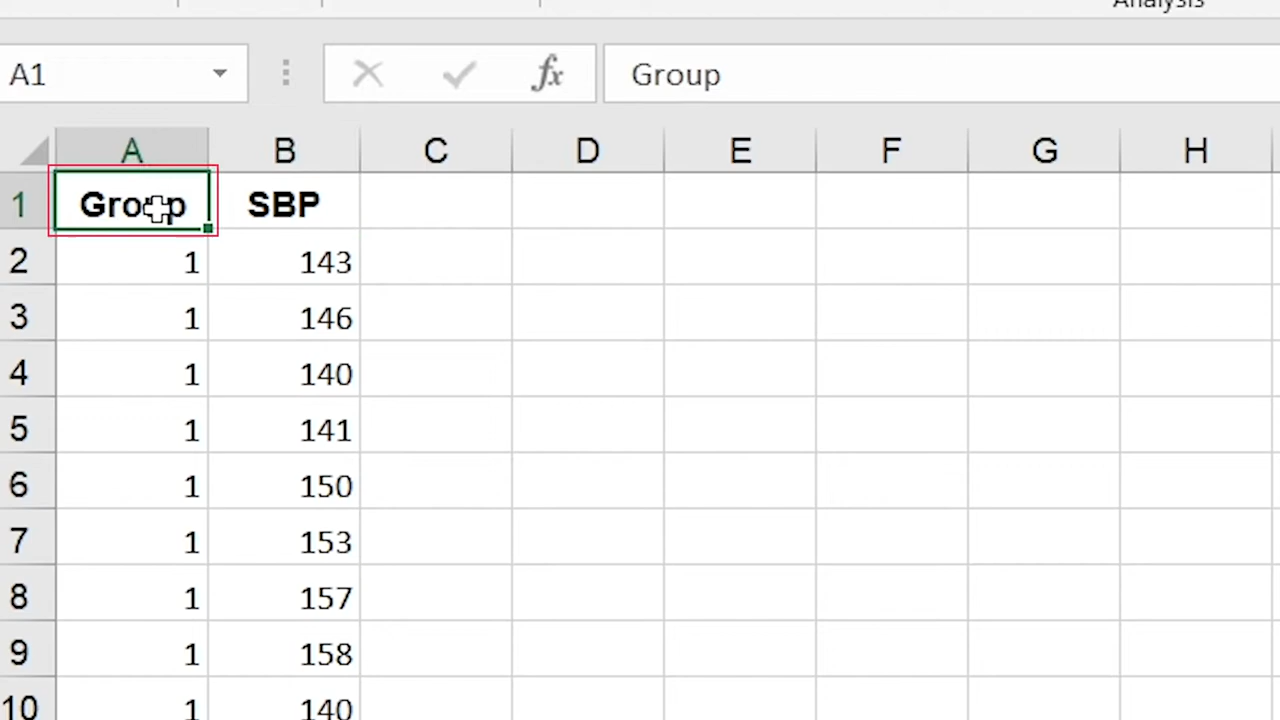 Analysis
A1 fx Group
A B C D E F G H
1 Group SBP
2 1 143
3 1 146
4 1 140
5 1 141
6 1 150
7 1 153
8 1 157
9 1 158
10 1 140